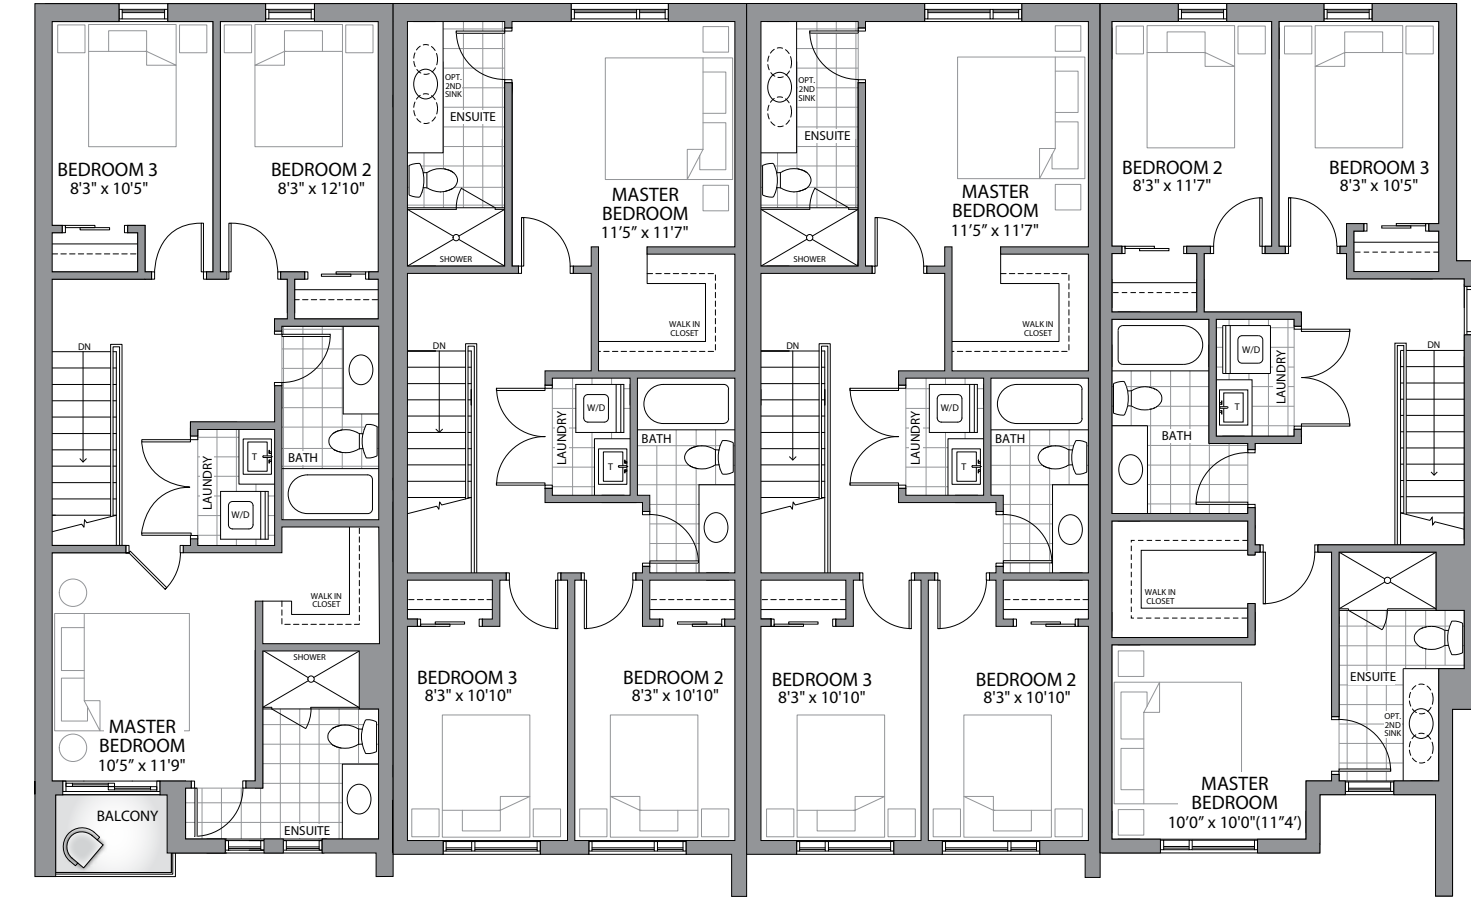 BEDROOM 3
8'3" x 10'5"
BEDROOM 2
8'3" x 12'10"
DN
BATH
LAUNDRY
T
W/D
WALK IN
CLOSET
SHOWER
MASTER
BEDROOM
10'5" x 11'9"
BALCONY
ENSUITE
OPT.
2ND
SINK
ENSUITE
SHOWER
MASTER
BEDROOM
11'5" x 11'7"
WALK IN
CLOSET
DN
LAUNDRY
W/D
T
BATH
BEDROOM 3
8'3" x 10'10"
BEDROOM 2
8'3" x 10'10"
OPT.
2ND
SINK
ENSUITE
SHOWER
MASTER
BEDROOM
11'5" x 11'7"
WALK IN
CLOSET
DN
LAUNDRY
W/D
T
BATH
BEDROOM 3
8'3" x 10'10"
BEDROOM 2
8'3" x 10'10"
BEDROOM 2
8'3" x 11'7"
BEDROOM 3
8'3" x 10'5"
W/D
LAUNDRY
T
DN
BATH
WALK IN
CLOSET
ENSUITE
OPT.
2ND
SINK
MASTER
BEDROOM
10'0" x 10'0"(11"4')